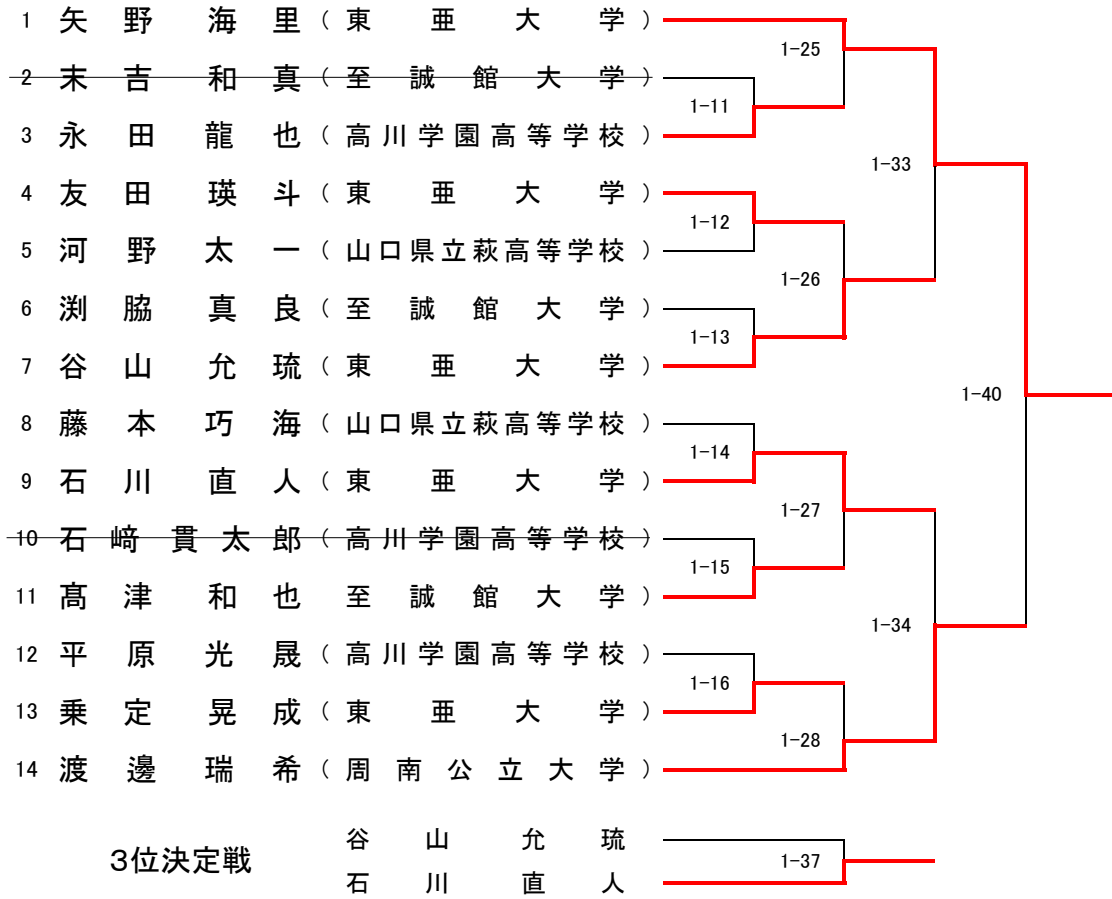 1 矢野海里（東亜大学）
1-25
2 末吉和真（至誠館大学）
1-11
3 永田龍也（高川学園高等学校）
1-33
4 友田瑛斗（東亜大学）
1-12
5 河野太一（山口県立萩高等学校）
1-26
6 渕脇真良（至誠館大学）
1-13
7 谷山允琉（東亜大学）
1-40
8 藤本巧海（山口県立萩高等学校）
1-14
9 石川直人（東亜大学）
1-27
10 石﨑貫太郎（高川学園高等学校）
1-15
11 髙津和也 至誠館大学）
1-34
12 平原光晟（高川学園高等学校）
1-16
13 乗定晃成（東亜大学）
1-28
14 渡邊瑞希（周南公立大学）
3位決定戦
谷山允琉
1-37
石川直人